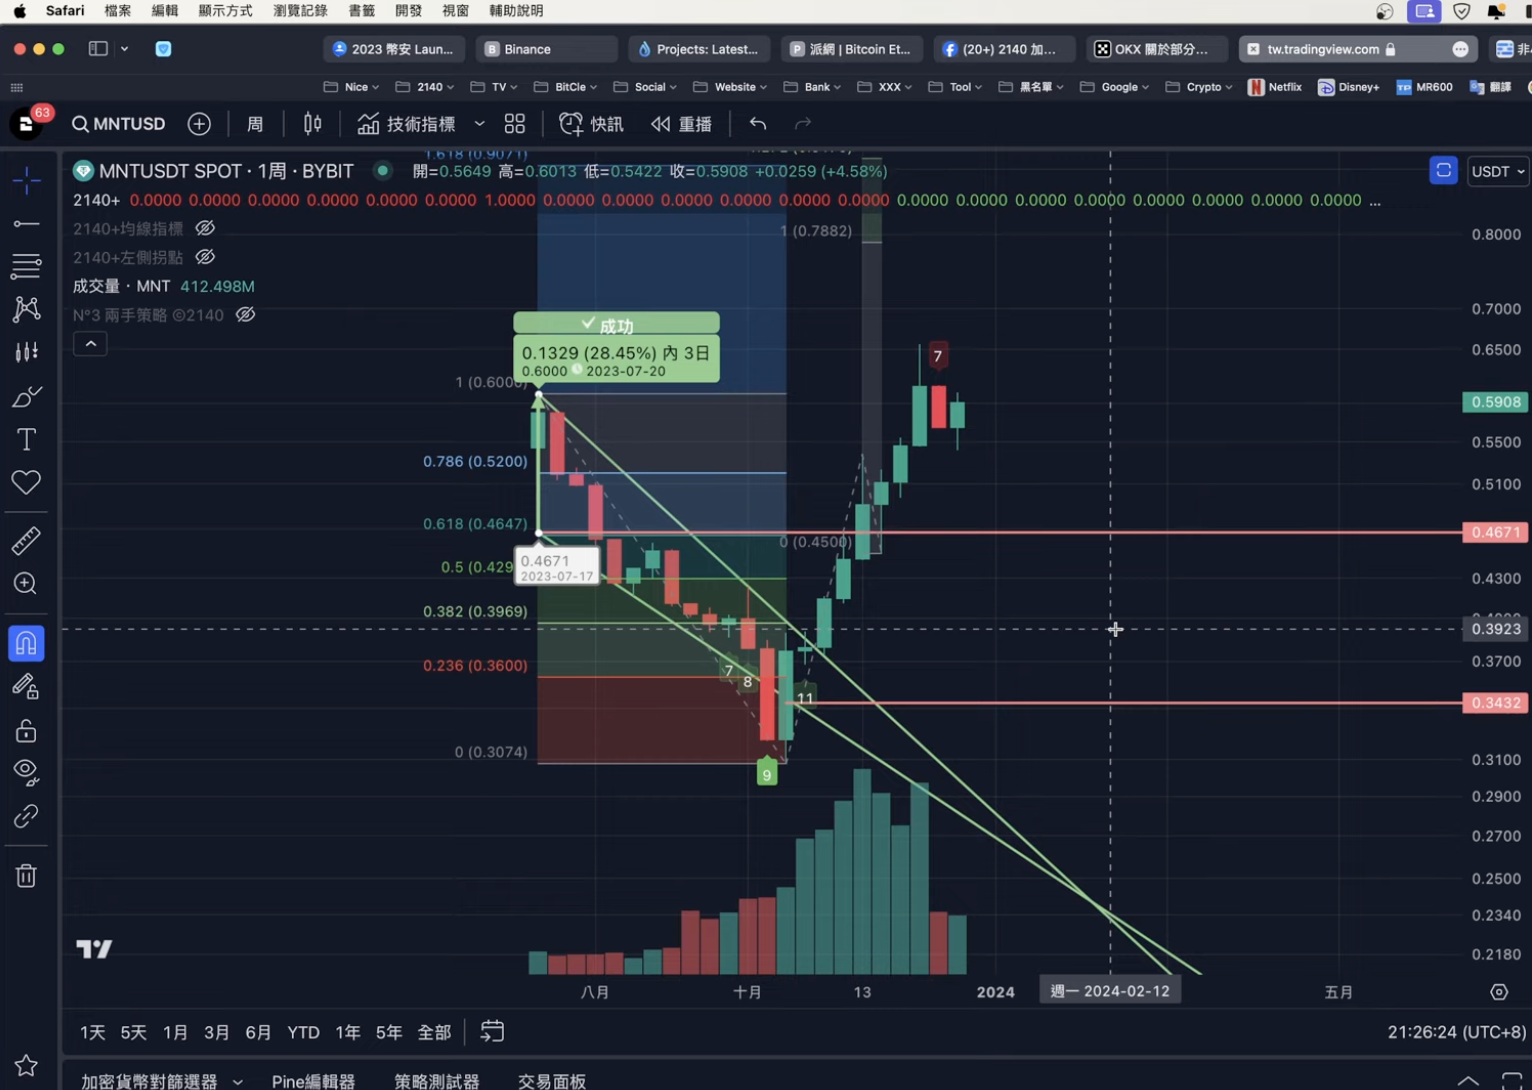 Safari 檔案 編輯 顯示方式 瀏覽記錄 書籤 開發 視窗 輔助說明
2023 幣安 Laun... B Binance Projects: Latest... P 派網 | Bitcoin Et... (20+) 2140 加... OKX 關於部分... tw.tradingview.com
Nice 2140 TV BitCle Social Website Bank XXX Tool 黑名單 Google Crypto N Netflix Disney+ TP MR600 翻譯
63
MNTUSD 周 技術指標 快訊 重播
1.618 (0.9071)
MNTUSDT SPOT · 1周 · BYBIT 開=0.5649 高=0.6013 低=0.5422 收=0.5908 +0.0259 (+4.58%) USDT
2140+ 0.0000 0.0000 0.0000 0.0000 0.0000 0.0000 1.0000 0.0000 0.0000 0.0000 0.0000 0.0000 0.0000 0.0000 0.0000 0.0000 0.0000 0.0000 0.0000 0.0000 0.0000 ...
2140+均線指標
1 (0.7882)
0.8000
2140+左側拐點
成交量 · MNT 412.498M
0.7000
N°3 兩手策略 ©2140
成功
0.6500
7
0.1329 (28.45%) 內 3日
0.6000 2023-07-20
1 (0.6000)
0.5908
0.5500
0.786 (0.5200)
0.5100
0.618 (0.4647)
0.4671
0 (0.4500)
0.4671
2023-07-17
0.5 (0.429
0.4300
0.382 (0.3969)
0.3923
0.236 (0.3600)
0.3700
7
8
11
0.3432
0 (0.3074)
0.3100
9
0.2900
0.2700
0.2500
0.2340
0.2180
八月 十月 13 2024 週一 2024-02-12 五月
1天 5天 1月 3月 6月 YTD 1年 5年 全部 21:26:24 (UTC+8)
加密貨幣對篩選器 Pine編輯器 策略測試器 交易面板